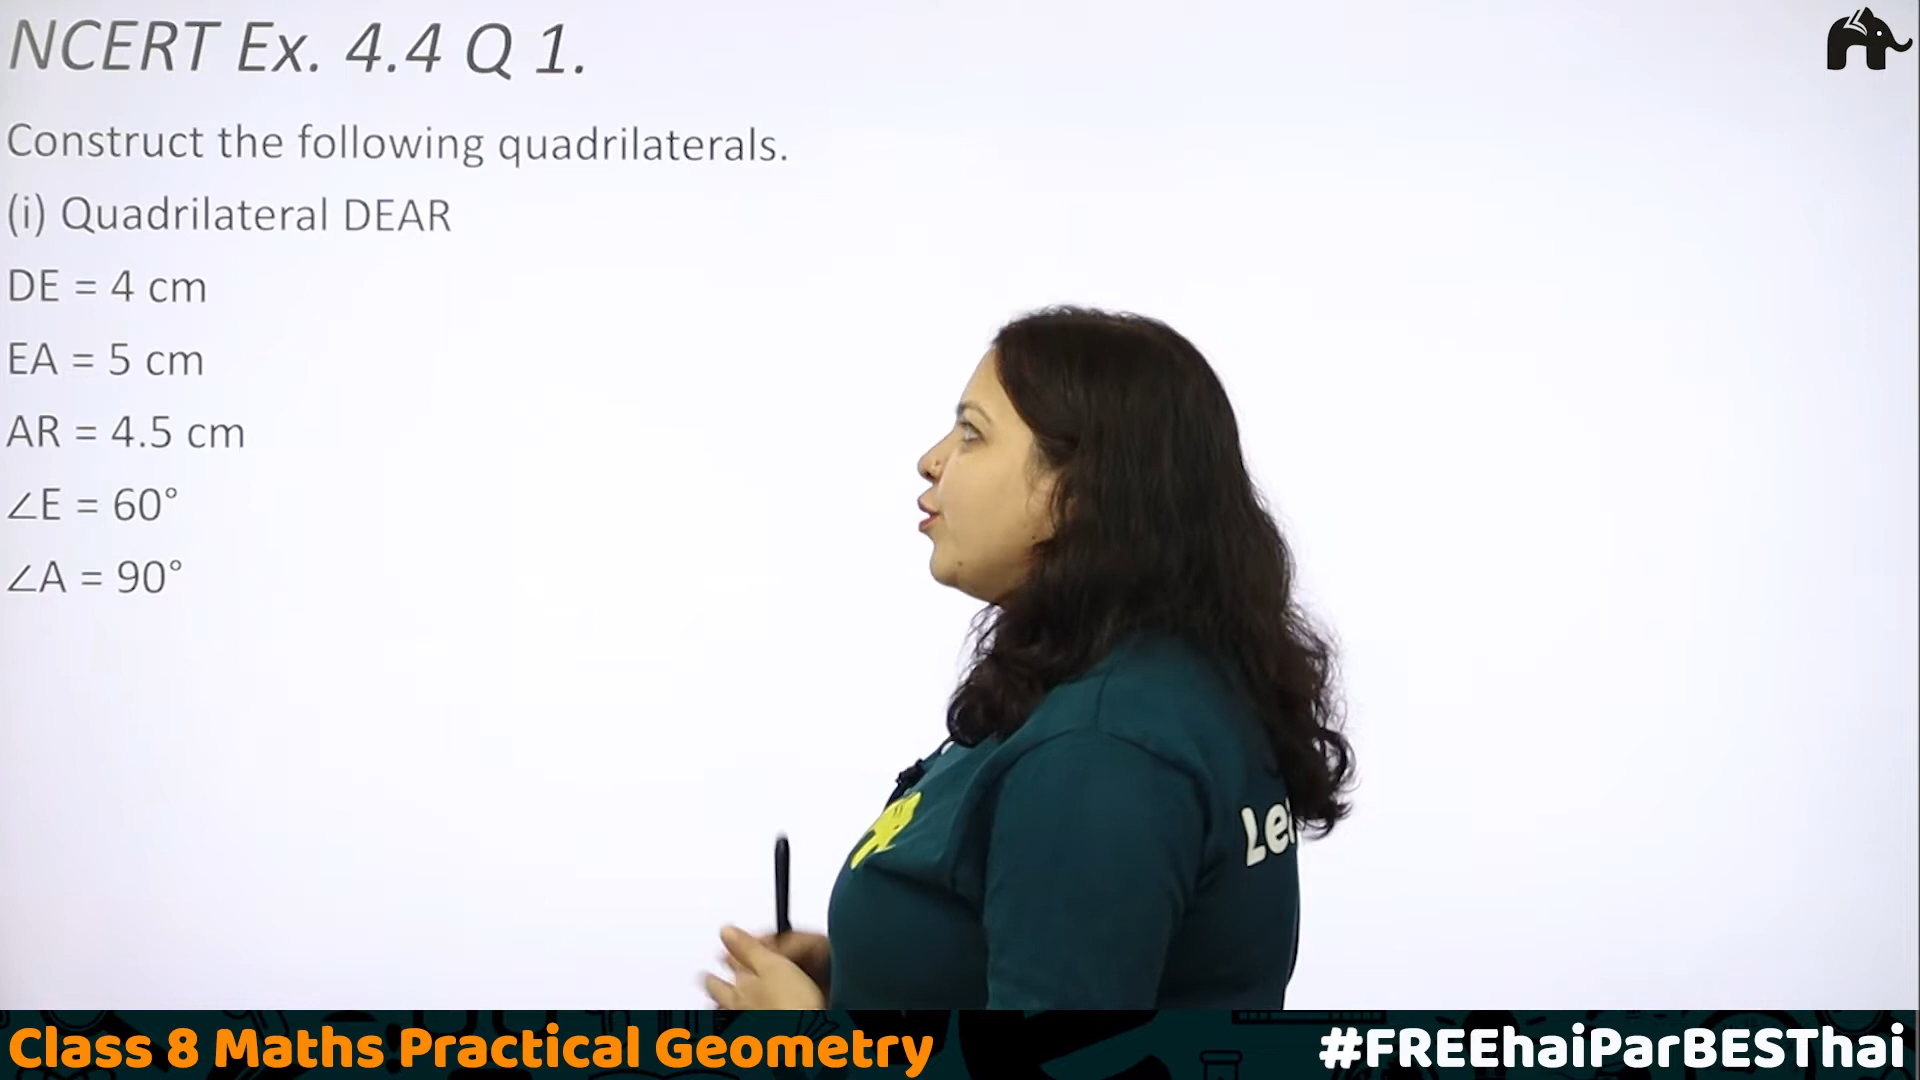 NCERT Ex. 4.4 Q 1.
Construct the following quadrilaterals.
(i) Quadrilateral DEAR
DE = 4 cm
EA = 5 cm
AR = 4.5 cm
∠E = 60°
∠A = 90°
Le
Class 8 Maths Practical Geometry
#FREEhaiParBESThai